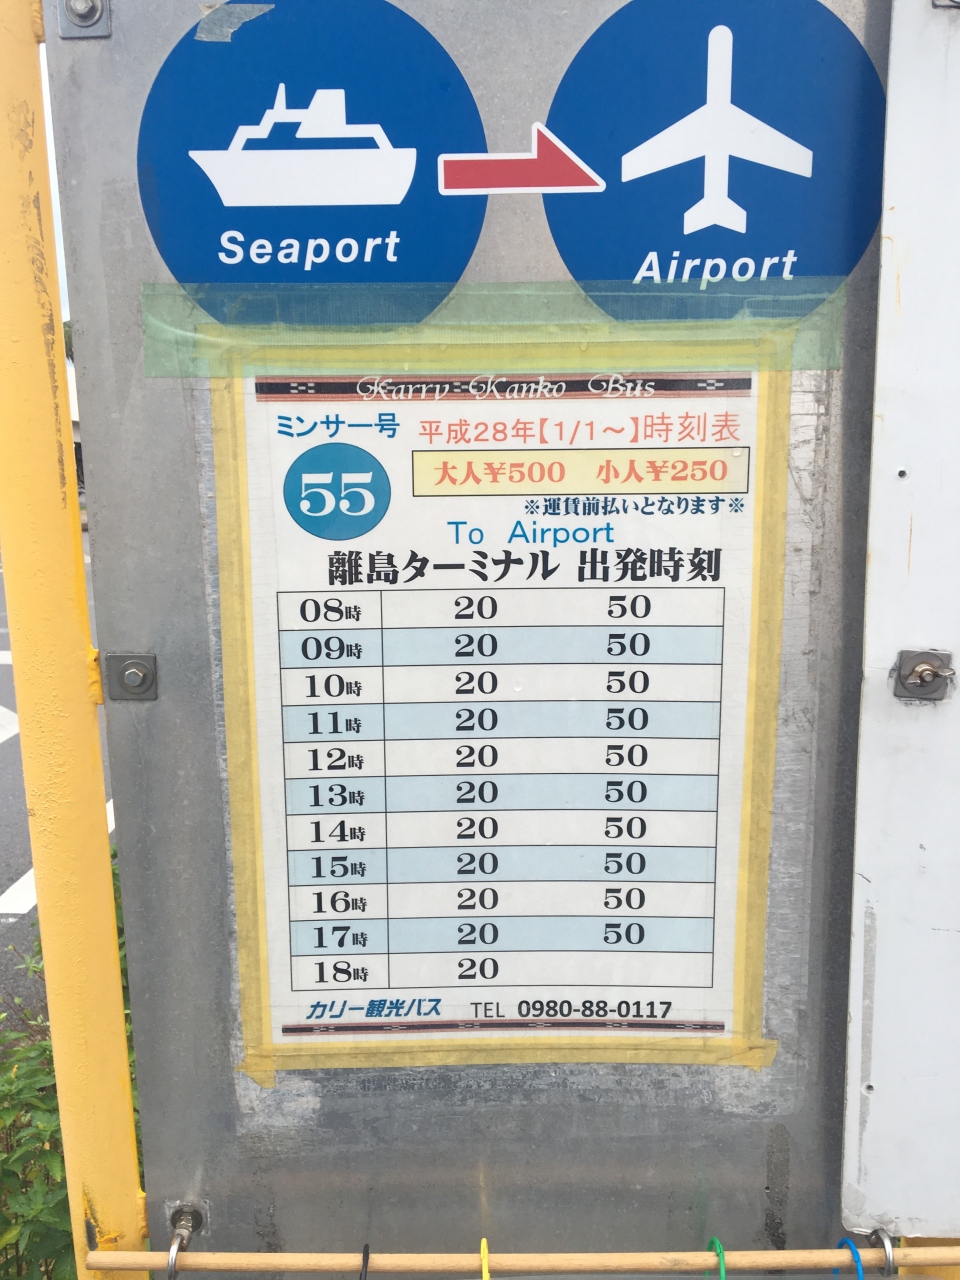 Seaport
Airport
Karry Kanko Bus
ミンサー号 平成28年【1/1～】時刻表
55
大人¥500 小人¥250
※運賃前払いとなります※
To Airport
離島ターミナル 出発時刻
08時 20 50
09時 20 50
10時 20 50
11時 20 50
12時 20 50
13時 20 50
14時 20 50
15時 20 50
16時 20 50
17時 20 50
18時 20
カリー観光バス TEL 0980-88-0117